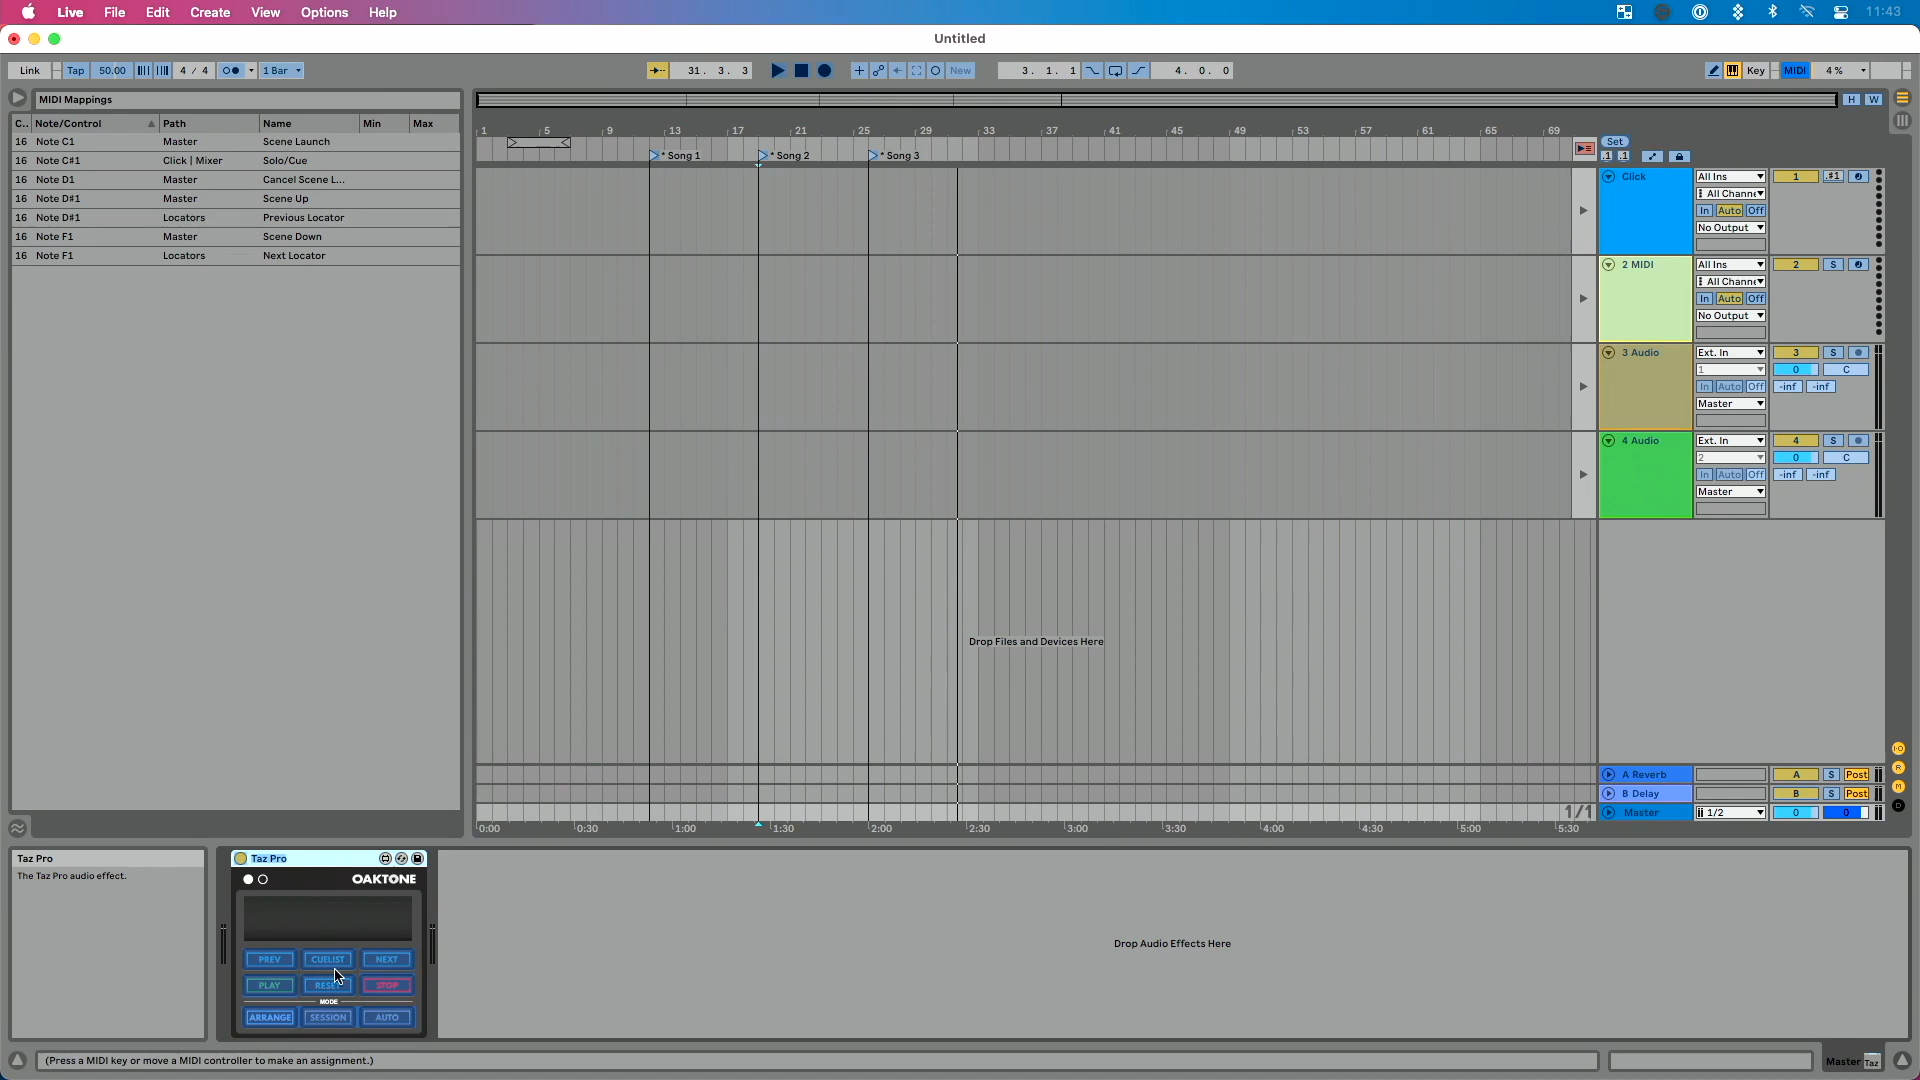 Live File Edit Create View Options Help 11:43
Untitled
Link Tap 50.00 4 / 4 1 Bar 31. 3. 3 New 3. 1. 1 4. 0. 0 Key MIDI 4 %
MIDI Mappings
C.. Note/Control Path Name Min Max
16 Note C1 Master Scene Launch
16 Note C#1 Click | Mixer Solo/Cue
16 Note D1 Master Cancel Scene L...
16 Note D#1 Master Scene Up
16 Note D#1 Locators Previous Locator
16 Note F1 Master Scene Down
16 Note F1 Locators Next Locator
H W
1 5 9 13 17 21 25 29 33 37 41 45 49 53 57 61 65 69
Set
* Song 1 * Song 2 * Song 3
.1 .1
Click All Ins 1 .#1
All Channe
In Auto Off
No Output
2 MIDI All Ins 2 S
All Channe
In Auto Off
No Output
3 Audio Ext. In 3 S
1 0 C
In Auto Off -inf -inf
Master
4 Audio Ext. In 4 S
2 0 C
In Auto Off -inf -inf
Master
Drop Files and Devices Here
I·O
R
M
D
A Reverb A S Post
B Delay B S Post
1/1 Master 1/2 0 0
0:00 0:30 1:00 1:30 2:00 2:30 3:00 3:30 4:00 4:30 5:00 5:30
Taz Pro
The Taz Pro audio effect.
Taz Pro
OAKTONE
PREV CUELIST NEXT
PLAY RESET STOP
MODE
ARRANGE SESSION AUTO
Drop Audio Effects Here
(Press a MIDI key or move a MIDI controller to make an assignment.)
Master Taz